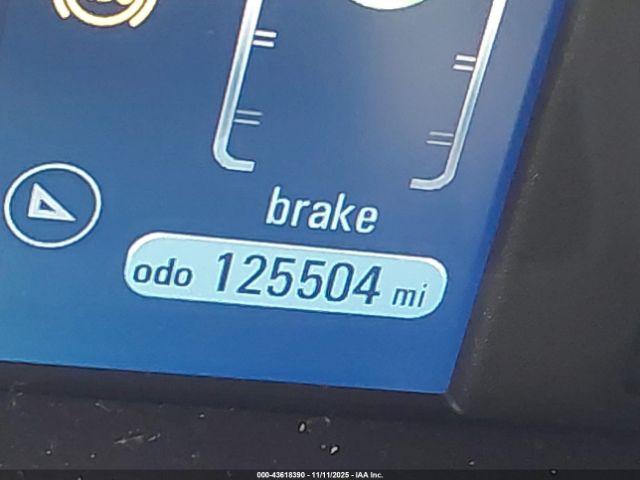 brake
odo 125504 mi
000-43618390 - 11/11/2025 - IAA Inc.